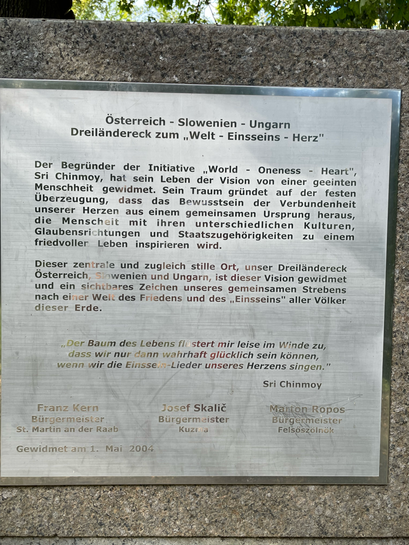 Österreich - Slowenien - Ungarn
Dreiländereck zum „Welt - Einsseins - Herz"
Der Begründer der Initiative „World - Oneness - Heart",
Sri Chinmoy, hat sein Leben der Vision von einer geeinten
Menschheit gewidmet. Sein Traum gründet auf der festen
Überzeugung, dass das Bewusstsein der Verbundenheit
unserer Herzen aus einem gemeinsamen Ursprung heraus,
die Menschheit mit ihren unterschiedlichen Kulturen,
Glaubensrichtungen und Staatszugehörigkeiten zu einem
friedvollen Leben inspirieren wird.
Dieser zentrale und zugleich stille Ort, unser Dreiländereck
Österreich, Slowenien und Ungarn, ist dieser Vision gewidmet
und ein sichtbares Zeichen unseres gemeinsamen Strebens
nach einer Welt des Friedens und des „Einsseins" aller Völker
dieser Erde.
„Der Baum des Lebens flüstert mir leise im Winde zu,
dass wir nur dann wahrhaft glücklich sein können,
wenn wir die Einsseins-Lieder unseres Herzens singen."
Sri Chinmoy
Franz Kern Josef Skalič Márton Ropos
Bürgermeister Bürgermeister Bürgermeister
St. Martin an der Raab Kuzma Felsöszölnök
Gewidmet am 1. Mai 2004